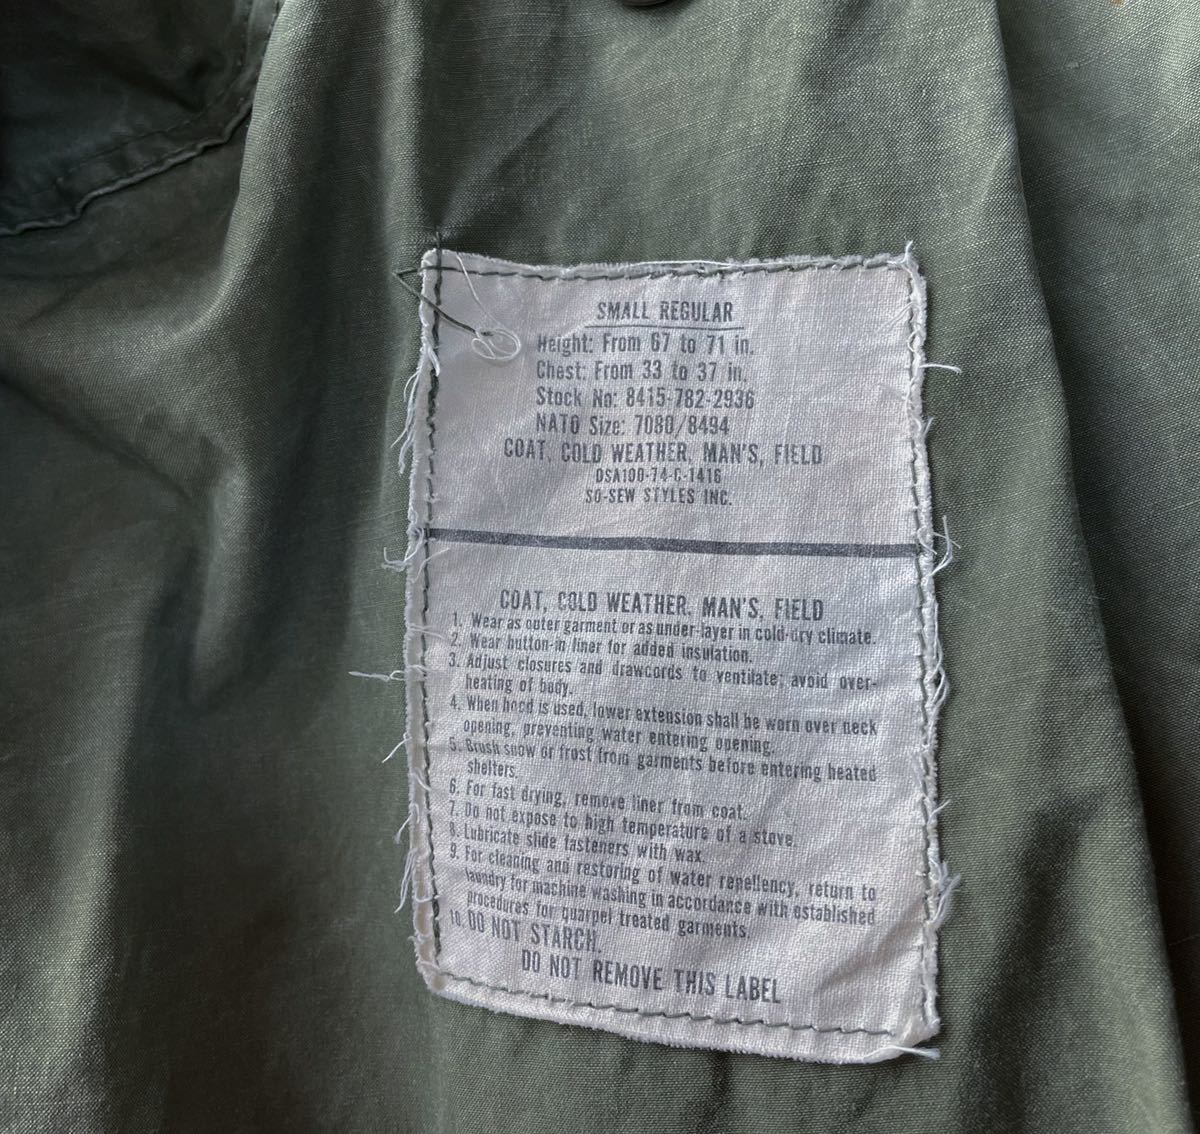 SMALL REGULAR
Height: From 67 to 71 in.
Chest: From 33 to 37 in.
Stock No: 8415-782-2936
NATO Size: 7080/8494
COAT, COLD WEATHER, MAN'S, FIELD
DSA100-74-C-1416
SO-SEW STYLES INC.
COAT, COLD WEATHER, MAN'S, FIELD
1. Wear as outer garment or as under-layer in cold-dry climate.
2. Wear button-in liner for added insulation.
3. Adjust closures and drawcords to ventilate; avoid over-
heating of body.
4. When hood is used, lower extension shall be worn over neck
opening, preventing water entering opening.
5. Brush snow or frost from garments before entering heated
shelters.
6. For fast drying, remove liner from coat.
7. Do not expose to high temperature of a stove.
8. Lubricate slide fasteners with wax.
9. For cleaning and restoring of water repellency, return to
laundry for machine washing in accordance with established
procedures for quarpel treated garments.
10. DO NOT STARCH.
DO NOT REMOVE THIS LABEL